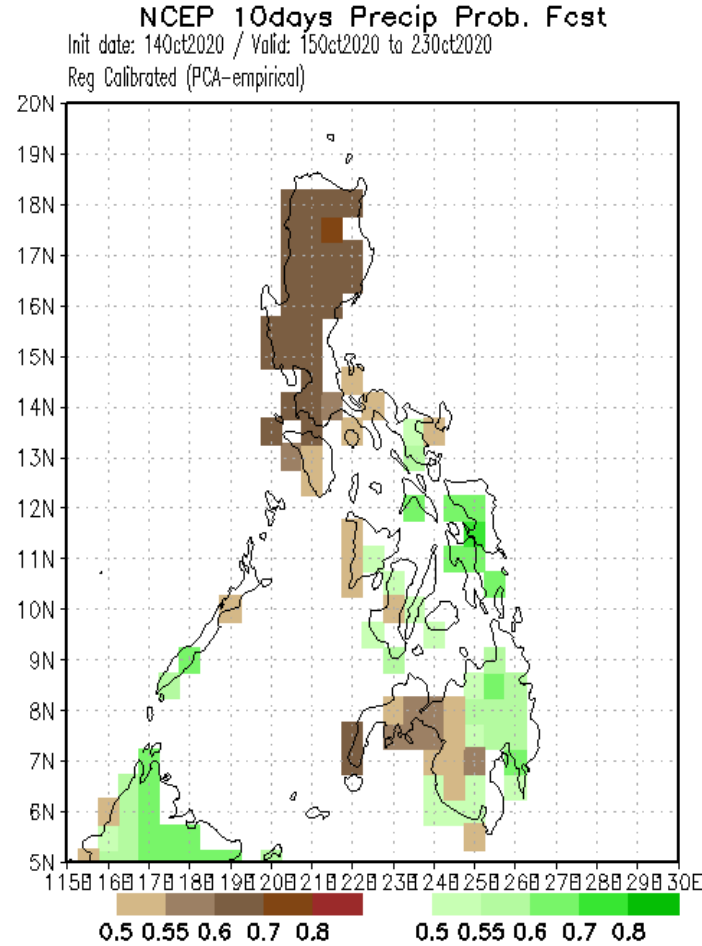 NCEP 10days Precip Prob. Fcst
Init date: 14Oct2020 / Valid: 15Oct2020 to 23Oct2020
Reg Calibrated (PCA-empirical)
20N
19N
18N
17N
16N
15N
14N
13N
12N
11N
10N
9N
8N
7N
6N
5N
115E 116E 117E 118E 119E 120E 121E 122E 123E 124E 125E 126E 127E 128E 129E 130E
0.5 0.55 0.6 0.7 0.8 0.5 0.55 0.6 0.7 0.8